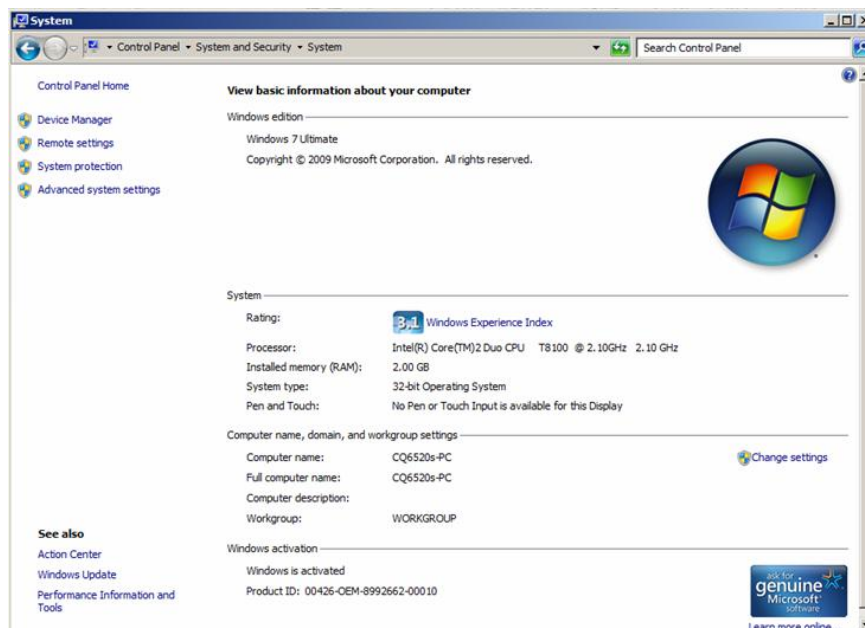 System
Control Panel System and Security System
Search Control Panel
Control Panel Home
Device Manager
Remote settings
System protection
Advanced system settings
View basic information about your computer
Windows edition
Windows 7 Ultimate
Copyright © 2009 Microsoft Corporation. All rights reserved.
System
Rating: 3,1 Windows Experience Index
Processor: Intel(R) Core(TM)2 Duo CPU T8100 @ 2.10GHz 2.10 GHz
Installed memory (RAM): 2.00 GB
System type: 32-bit Operating System
Pen and Touch: No Pen or Touch Input is available for this Display
Computer name, domain, and workgroup settings
Computer name: CQ6520s-PC
Change settings
Full computer name: CQ6520s-PC
Computer description:
Workgroup: WORKGROUP
See also
Action Center
Windows Update
Performance Information and
Tools
Windows activation
Windows is activated
Product ID: 00426-OEM-8992662-00010
ask for
genuine
Microsoft
software
Learn more online